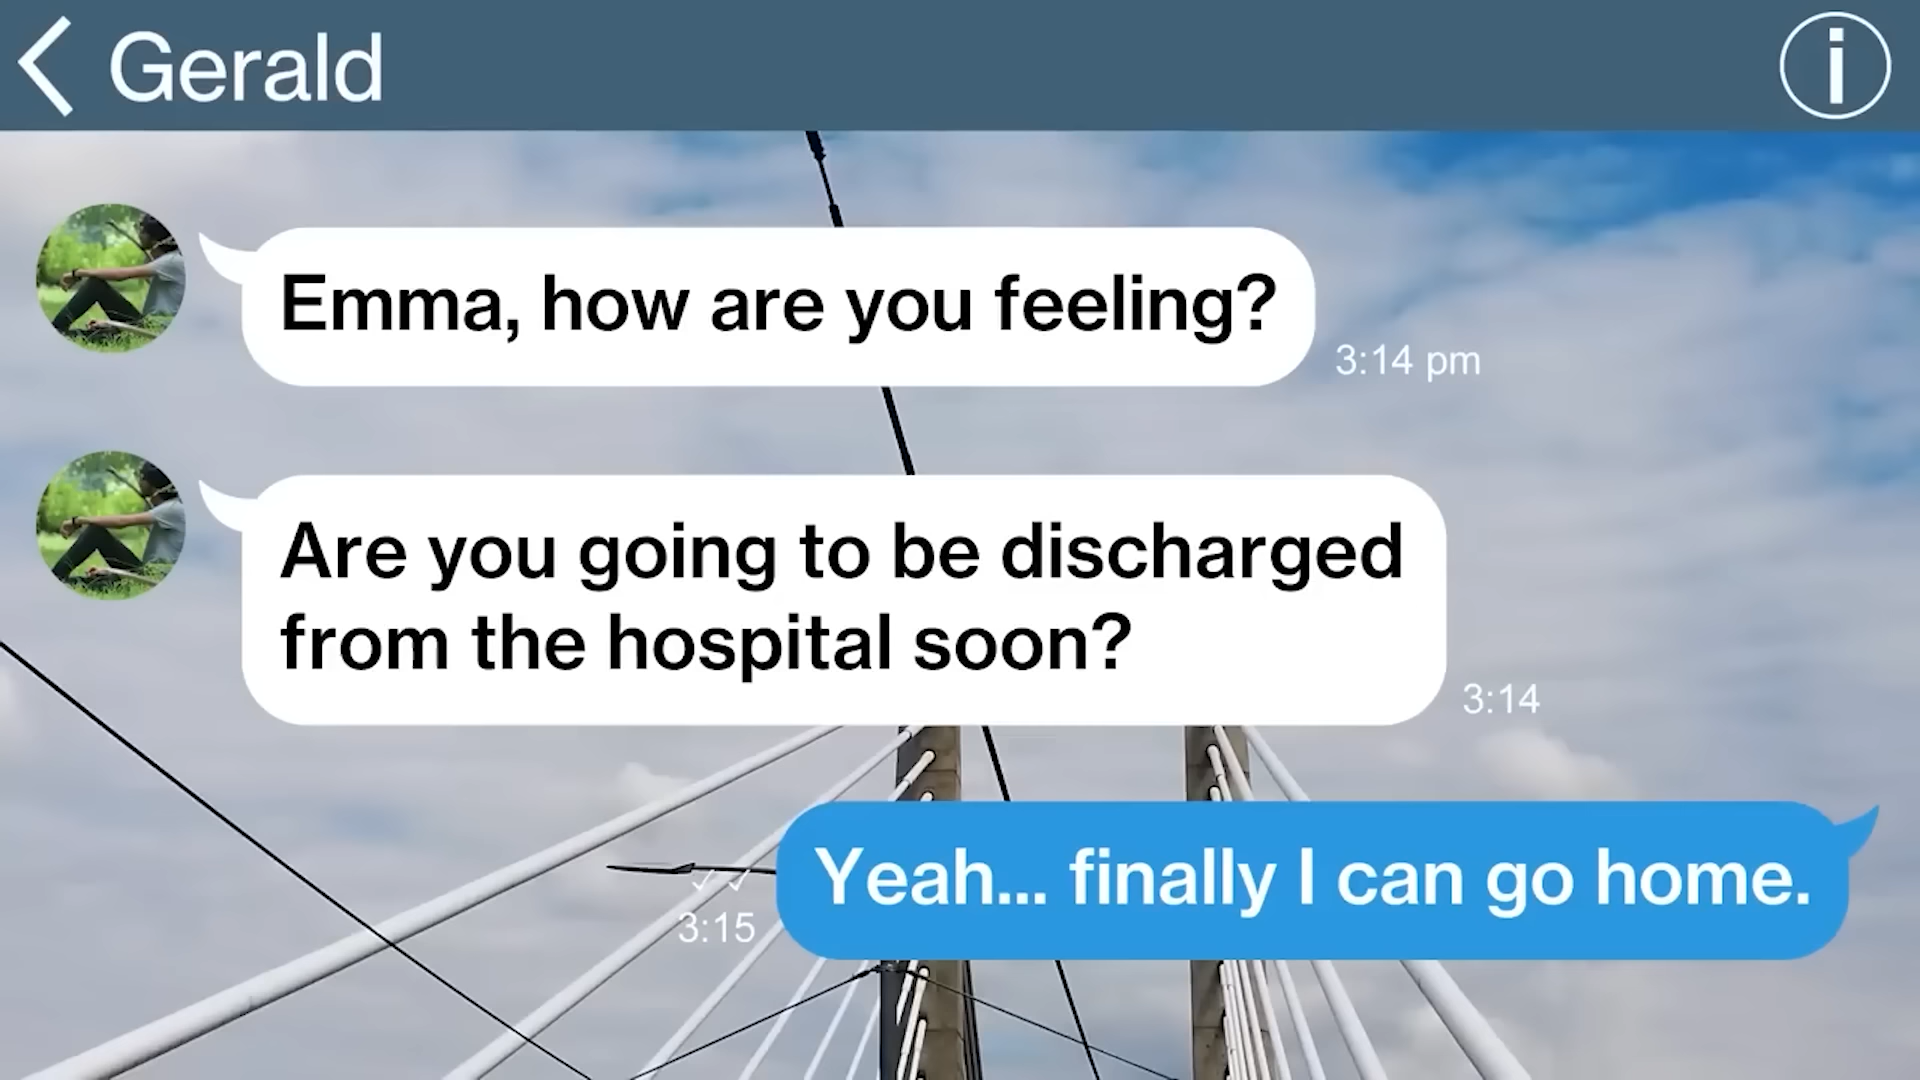 Gerald
Emma, how are you feeling?
3:14 pm
Are you going to be discharged
from the hospital soon?
3:14
Yeah... finally I can go home.
3:15